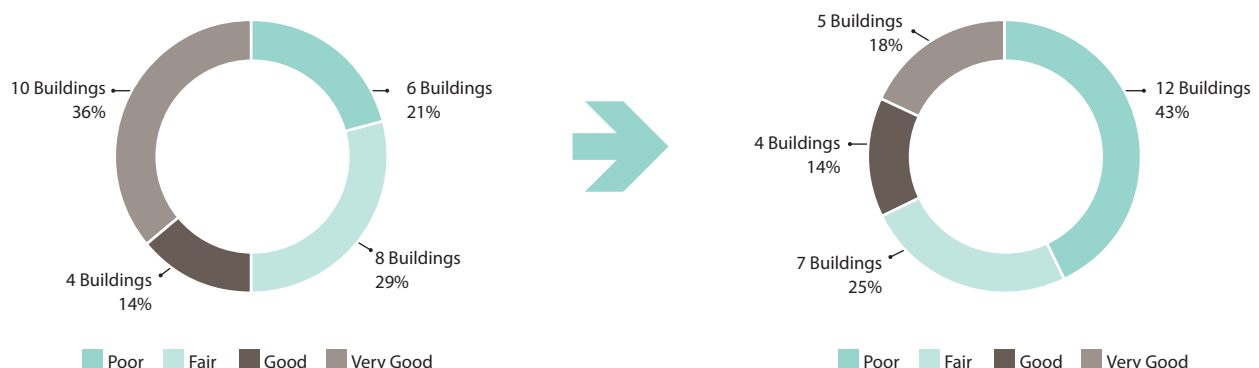 10 Buildings
36%
6 Buildings
21%
8 Buildings
29%
4 Buildings
14%
Poor Fair Good Very Good
5 Buildings
18%
12 Buildings
43%
4 Buildings
14%
7 Buildings
25%
Poor Fair Good Very Good